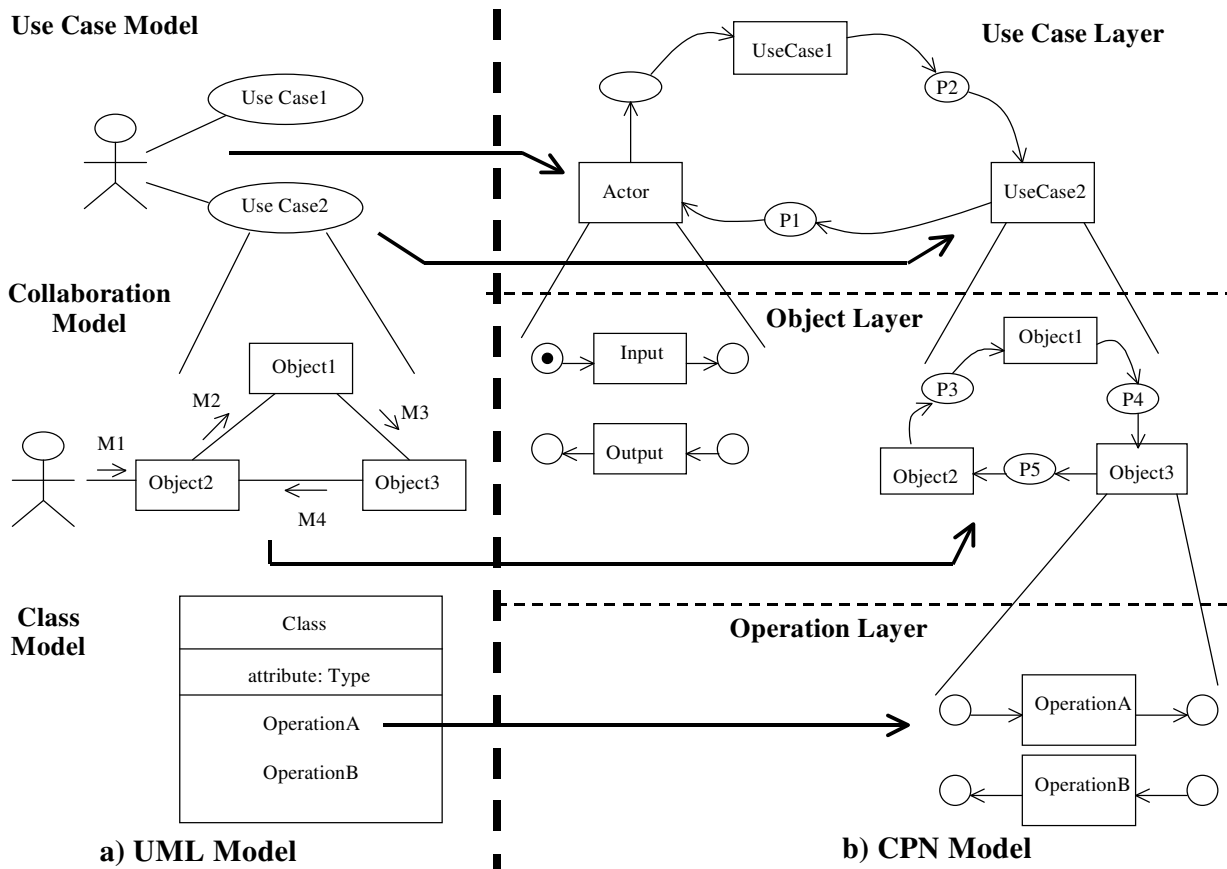 Use Case Model
Use Case1
Use Case2
Collaboration
Model
Object1
M2
M3
M1
Object2
Object3
M4
Class
Model
Class
attribute: Type
OperationA
OperationB
a) UML Model
Use Case Layer
UseCase1
P2
Actor
P1
UseCase2
Object Layer
Input
Output
Object1
P3
P4
Object2
P5
Object3
Operation Layer
OperationA
OperationB
b) CPN Model